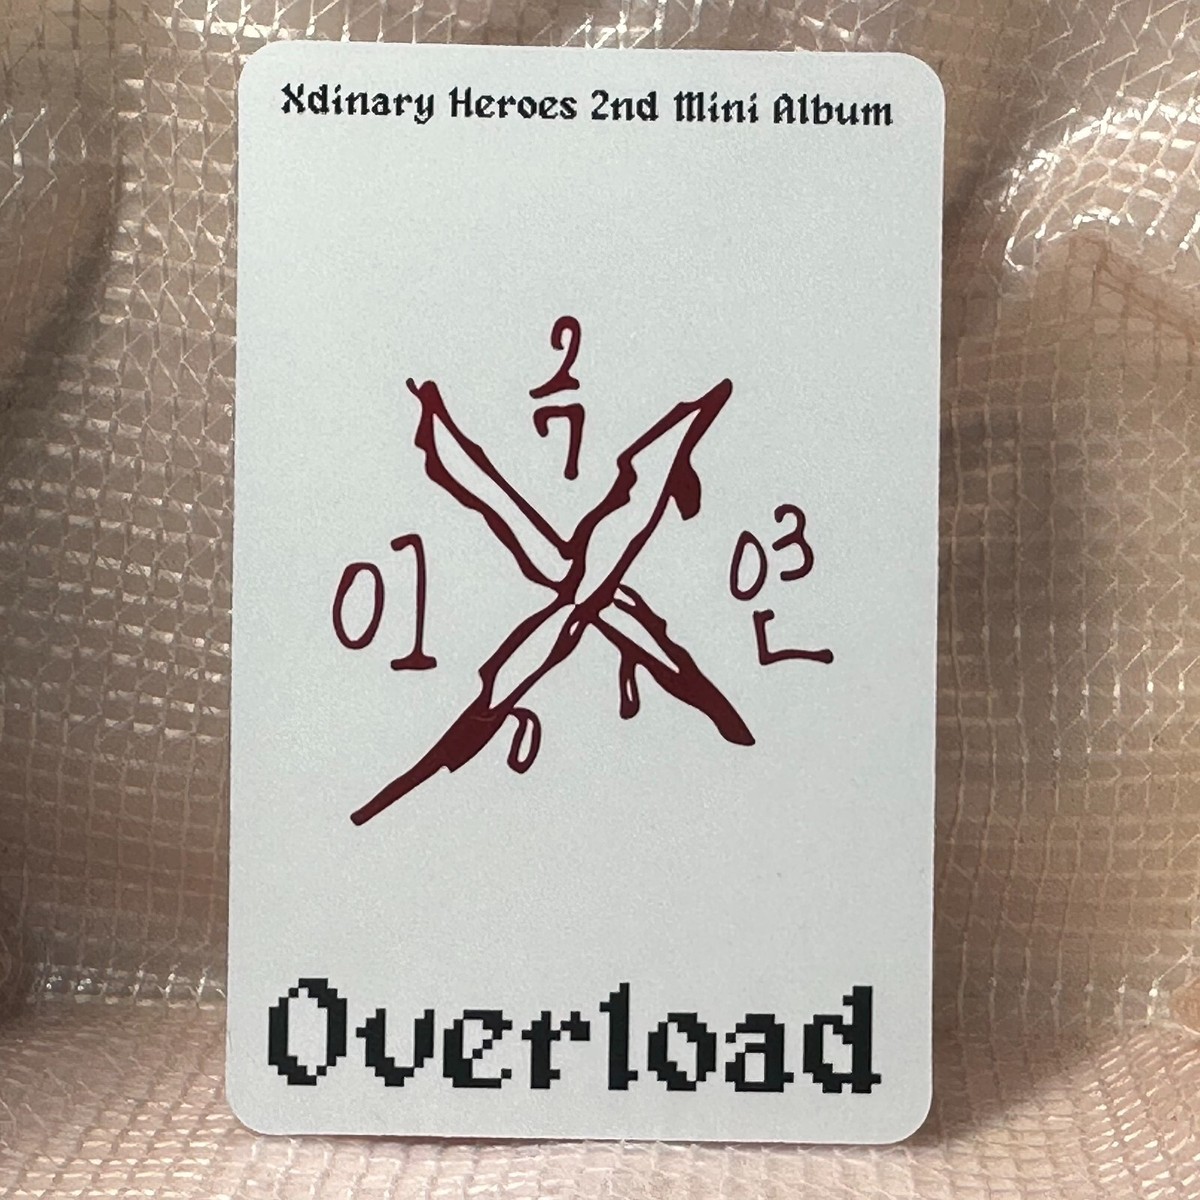 Xdinary Heroes 2nd Mini Album
2
7
01
03
Overload